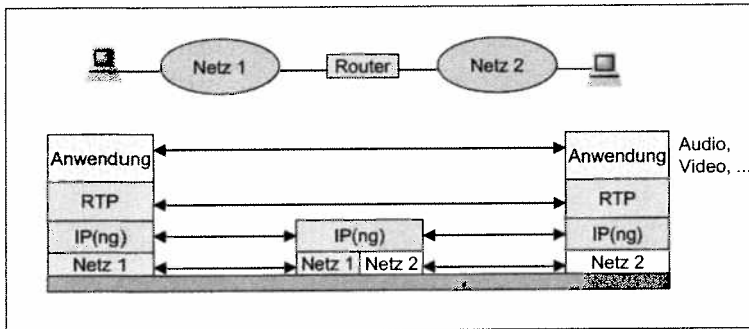 Netz 1 Router Netz 2
Anwendung Anwendung Audio,
Video, ...
RTP RTP
IP(ng) IP(ng) IP(ng)
Netz 1 Netz 1 Netz 2 Netz 2